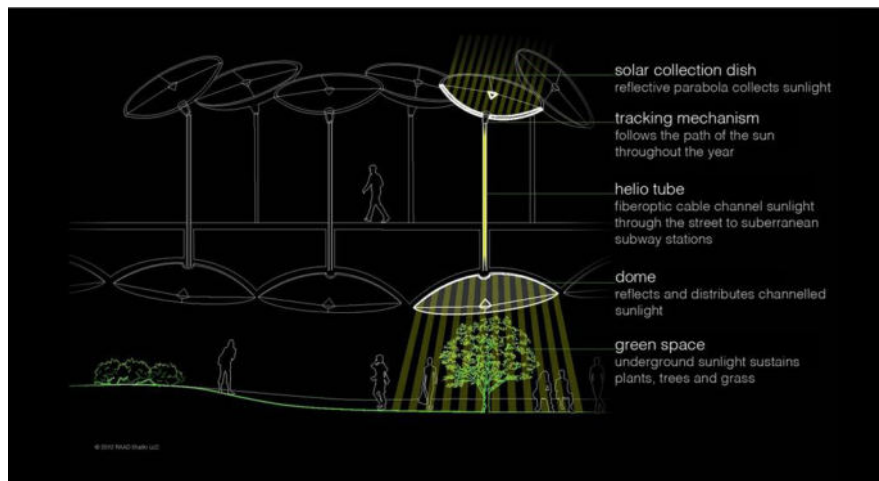 solar collection dish
reflective parabola collects sunlight
tracking mechanism
follows the path of the sun
throughout the year
helio tube
fiberoptic cable channel sunlight
through the street to suberranean
subway stations
dome
reflects and distributes channelled
sunlight
green space
underground sunlight sustains
plants, trees and grass
© 2012 RAAD